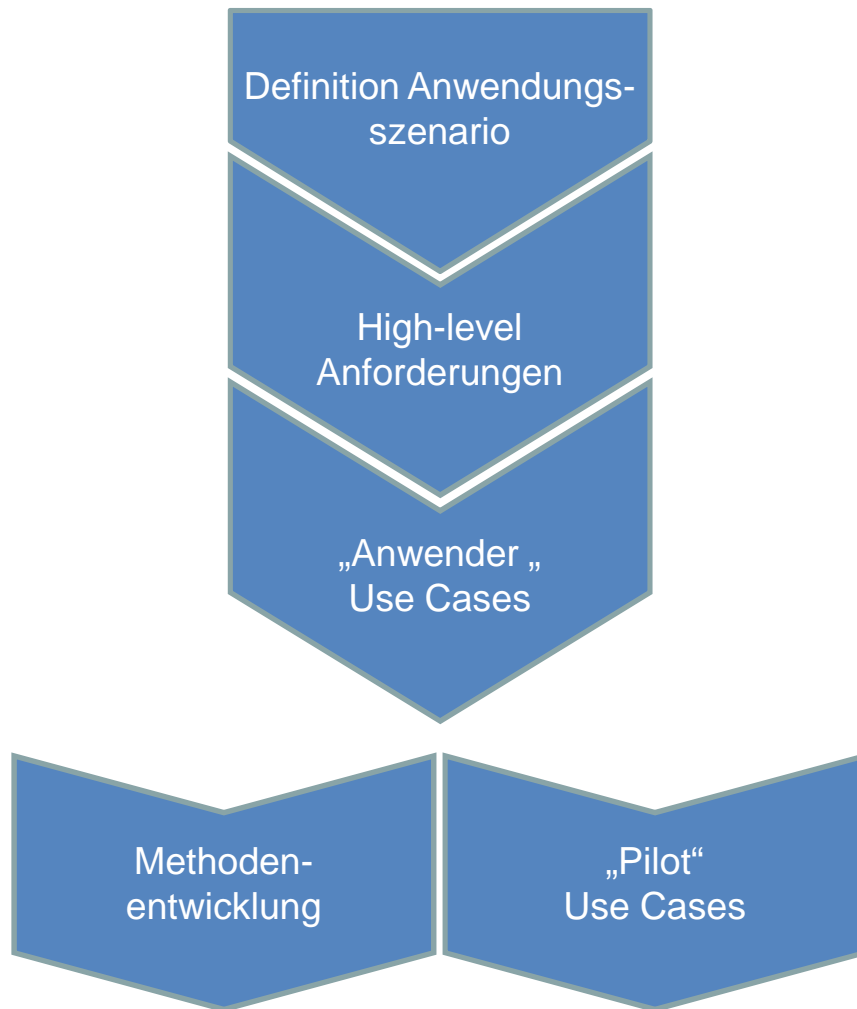 Definition Anwendungs-
szenario
High-level
Anforderungen
„Anwender „
Use Cases
Methoden-
entwicklung
„Pilot“
Use Cases